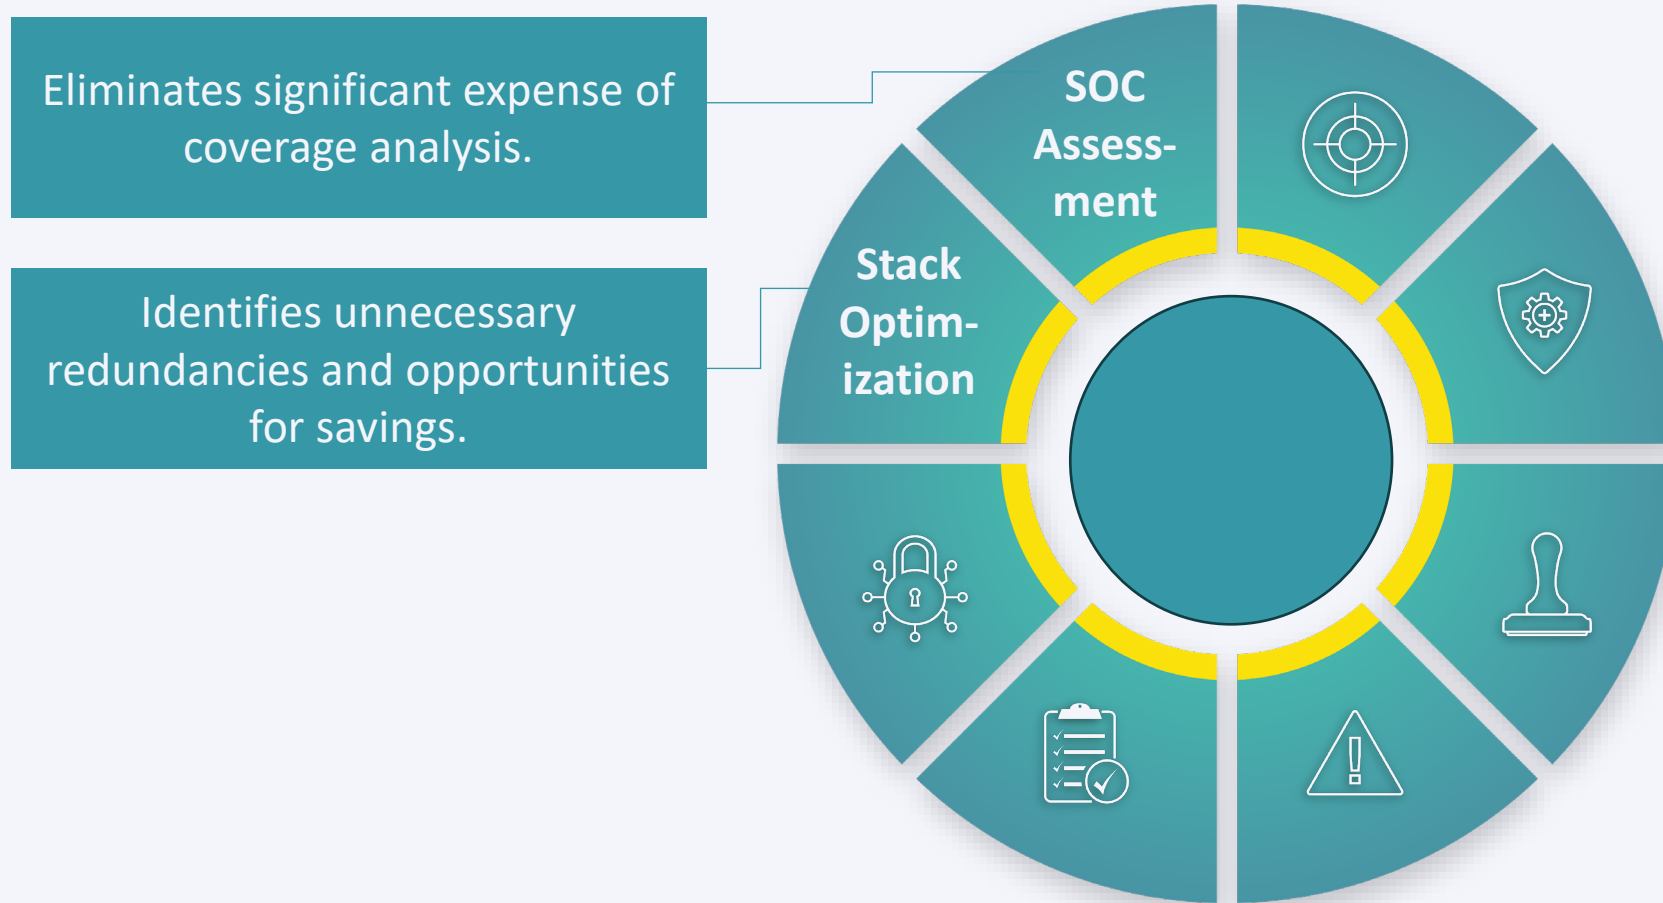 Eliminates significant expense of
coverage analysis.
Identifies unnecessary
redundancies and opportunities
for savings.
SOC
Assess-
ment
Stack
Optim-
ization